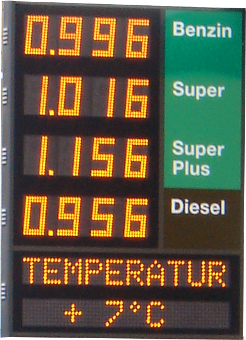 0.996 Benzin
1.016 Super
1.156 Super Plus
0.956 Diesel
TEMPERATUR
+ 7°C